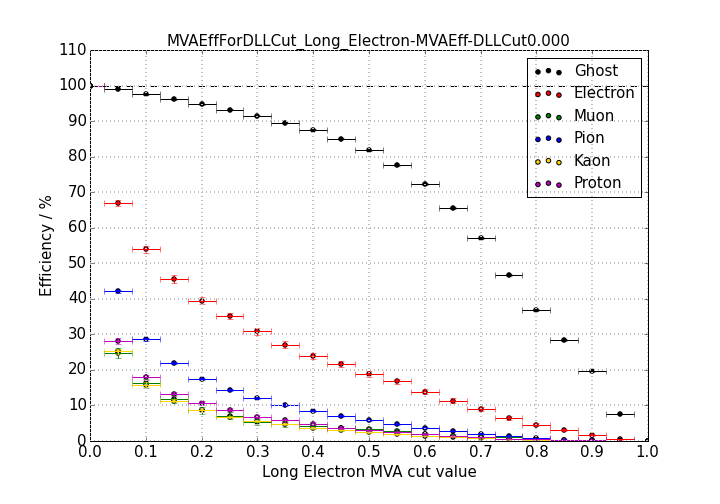 MVAEffForDLLCut_Long_Electron-MVAEff-DLLCut0.000
110
100
90
80
70
60
50
40
30
20
10
0
Efficiency / %
Ghost
Electron
Muon
Pion
Kaon
Proton
0.0 0.1 0.2 0.3 0.4 0.5 0.6 0.7 0.8 0.9 1.0
Long Electron MVA cut value